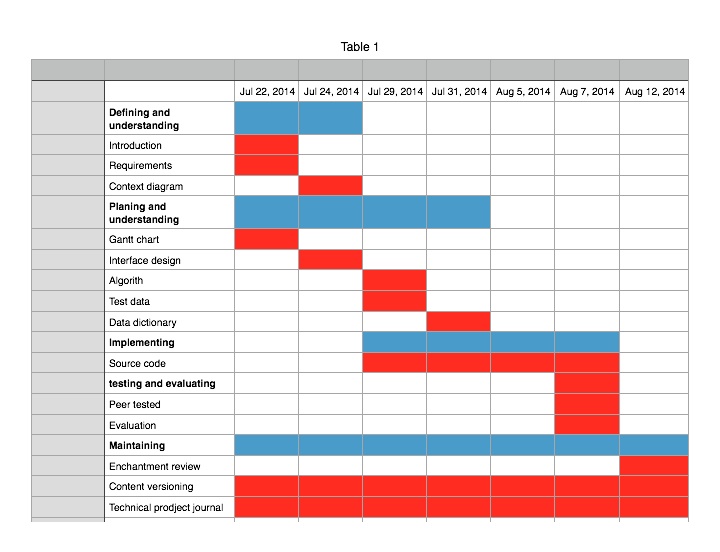 Table 1
Jul 22, 2014 Jul 24, 2014 Jul 29, 2014 Jul 31, 2014 Aug 5, 2014 Aug 7, 2014 Aug 12, 2014
Defining and
understanding
Introduction
Requirements
Context diagram
Planing and
understanding
Gantt chart
Interface design
Algorith
Test data
Data dictionary
Implementing
Source code
testing and evaluating
Peer tested
Evaluation
Maintaining
Enchantment review
Content versioning
Technical prodject journal